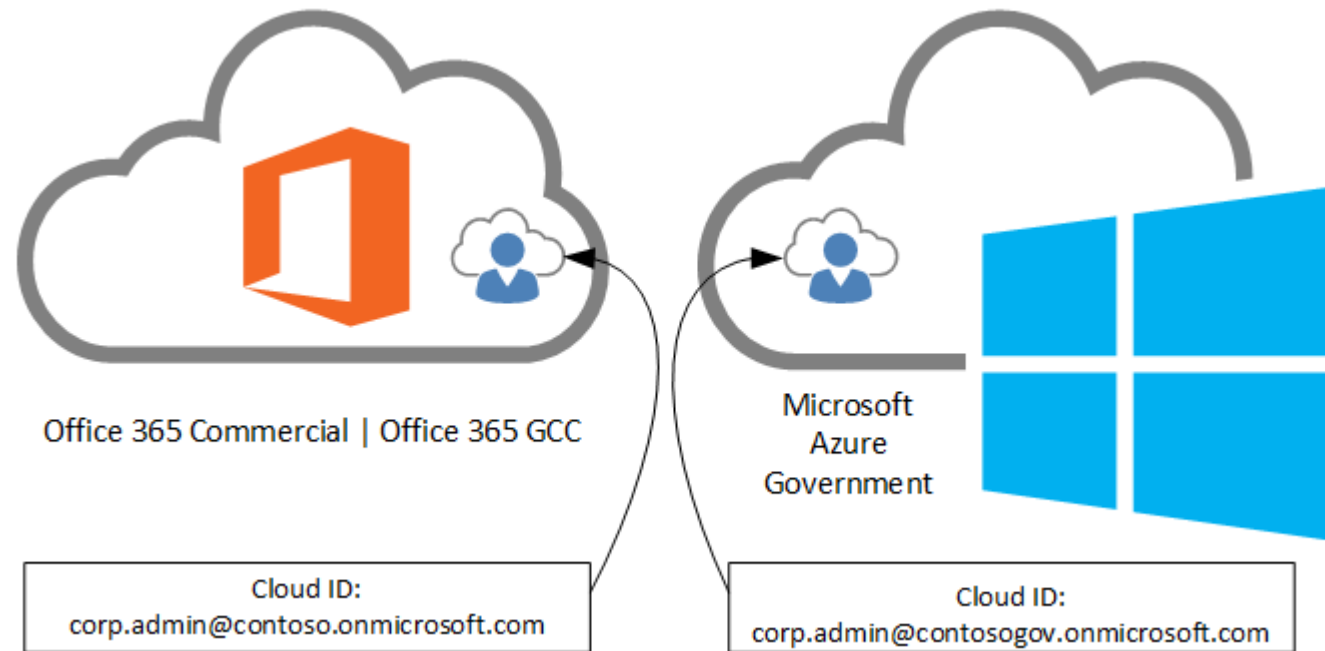 Office 365 Commercial | Office 365 GCC
Microsoft
Azure
Government
Cloud ID:
corp.admin@contoso.onmicrosoft.com
Cloud ID:
corp.admin@contosogov.onmicrosoft.com